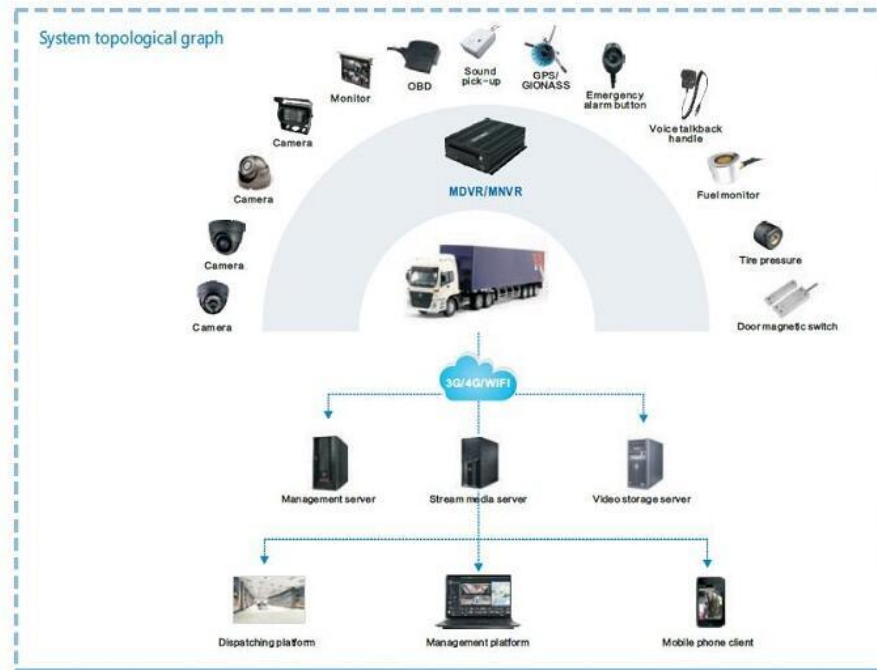 System topological graph
Monitor
OBD
Sound
pick-up
GPS/
GIONASS
Emergency
alarm button
Voice talkback
handle
Camera
Camera
Camera
Camera
MDVR/MNVR
Fuel monitor
Tire pressure
Door magnetic switch
3G/4G/WIFI
Management server
Stream media server
Video storage server
Dispatching platform
Management platform
Mobile phone client